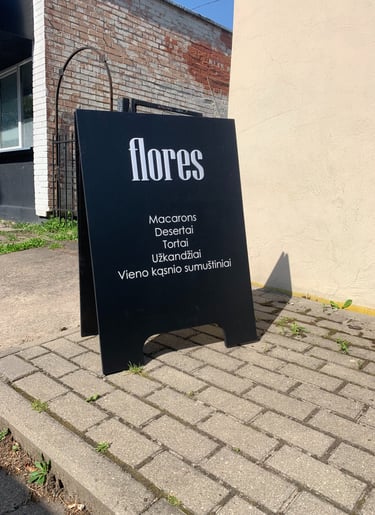 flores
Macarons
Desertai
Tortai
Užkandžiai
Vieno kąsnio sumuštiniai